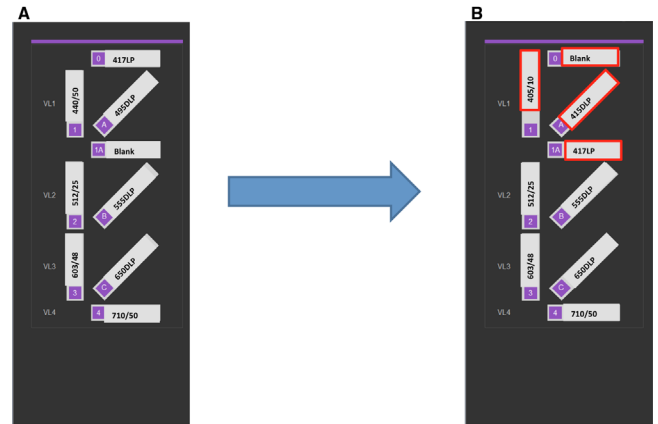 A
0 417LP
VL1
440/50
1
495DLP
A
1A Blank
VL2
512/25
2
555DLP
B
VL3
603/48
3
650DLP
C
VL4
4 710/50
B
0 Blank
VL1
405/10
1
415DLP
A
1A 417LP
VL2
512/25
2
555DLP
B
VL3
603/48
3
650DLP
C
VL4
4 710/50